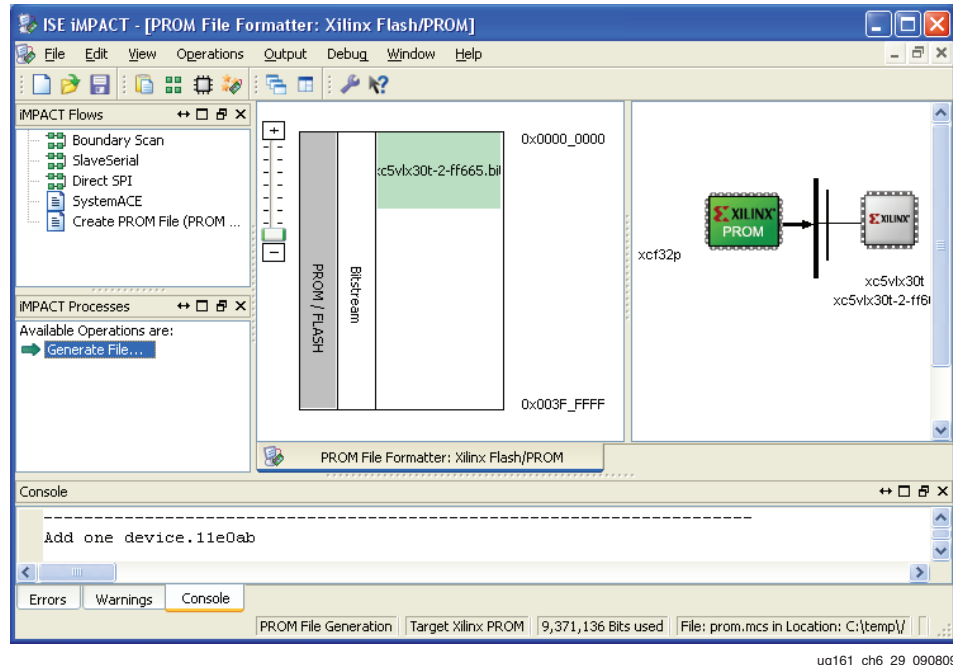 ISE iMPACT - [PROM File Formatter: Xilinx Flash/PROM]
File Edit View Operations Output Debug Window Help
iMPACT Flows
Boundary Scan
SlaveSerial
Direct SPI
SystemACE
Create PROM File (PROM ...
iMPACT Processes
Available Operations are:
Generate File...
PROM / FLASH
Bitstream
xc5vlx30t-2-ff665.bit
0x0000_0000
0x003F_FFFF
xcf32p
XILINX
PROM
XILINX
xc5vlx30t
xc5vlx30t-2-ff6
PROM File Formatter: Xilinx Flash/PROM
Console
----------------------------------------------------------------------
Add one device.11e0ab
Errors Warnings Console
PROM File Generation Target Xilinx PROM 9,371,136 Bits used File: prom.mcs in Location: C:\temp\/
ug161_ch6_29_090809